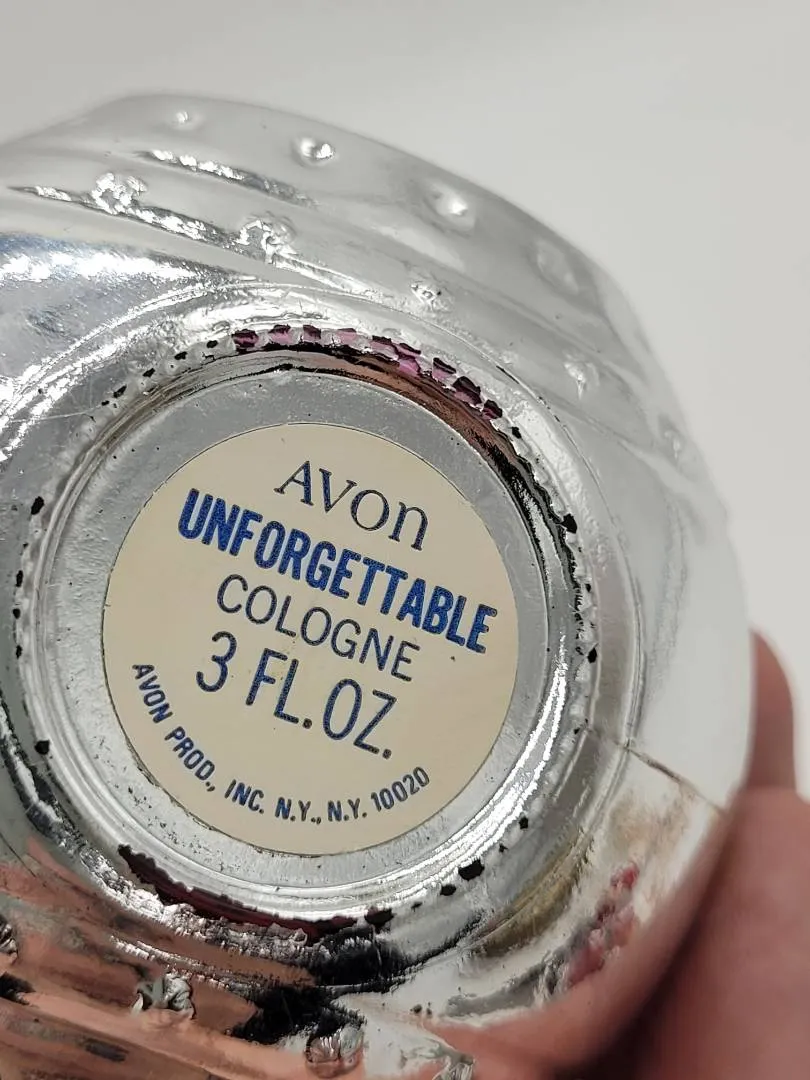 AVON
UNFORGETTABLE
COLOGNE
3 FL. OZ.
AVON PROD., INC. N.Y., N.Y. 10020